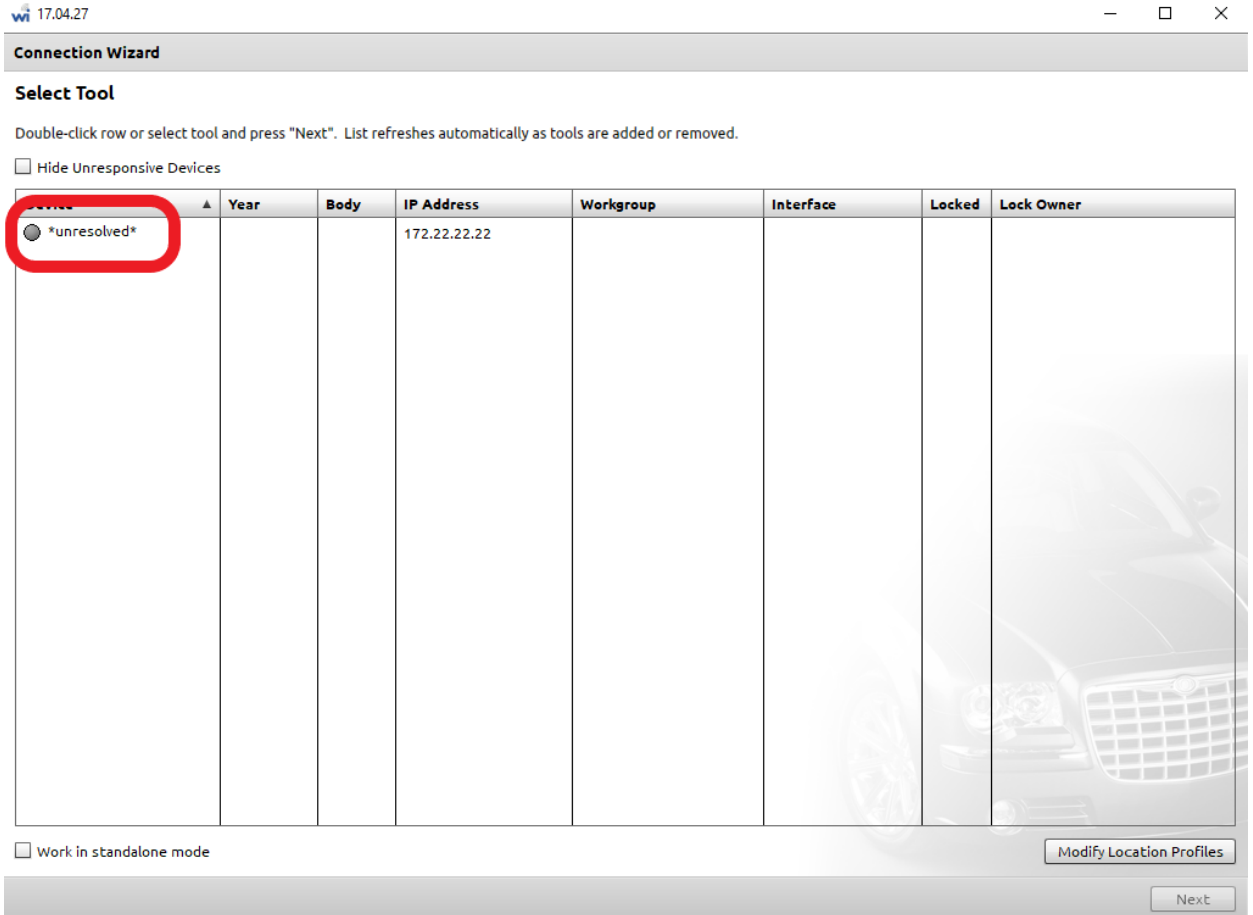 wi 17.04.27
Connection Wizard
Select Tool
Double-click row or select tool and press "Next". List refreshes automatically as tools are added or removed.
Hide Unresponsive Devices
Year Body IP Address Workgroup Interface Locked Lock Owner
*unresolved* 172.22.22.22
Work in standalone mode Modify Location Profiles
Next